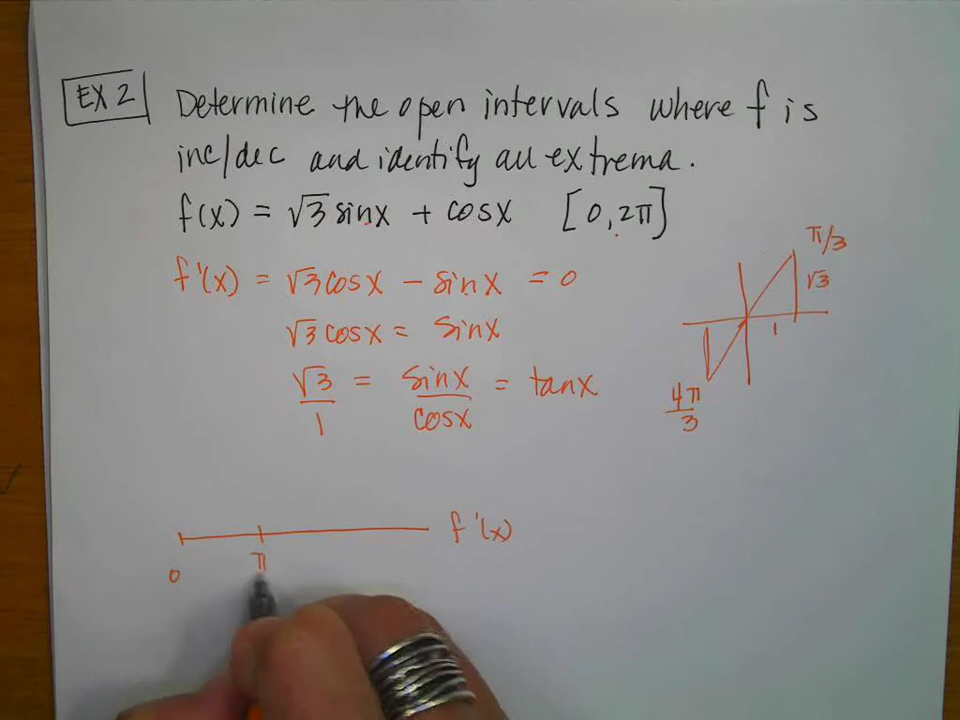 EX 2 Determine the open intervals where f is
inc/dec and identify all extrema.
f(x) = √3 sinx + cosx [0, 2π]
f'(x) = √3 cosx - sinx = 0
√3 cosx = sinx
√3/1 = sinx/cosx = tanx
π/3
√3
1
4π/3
f'(x)
0 π